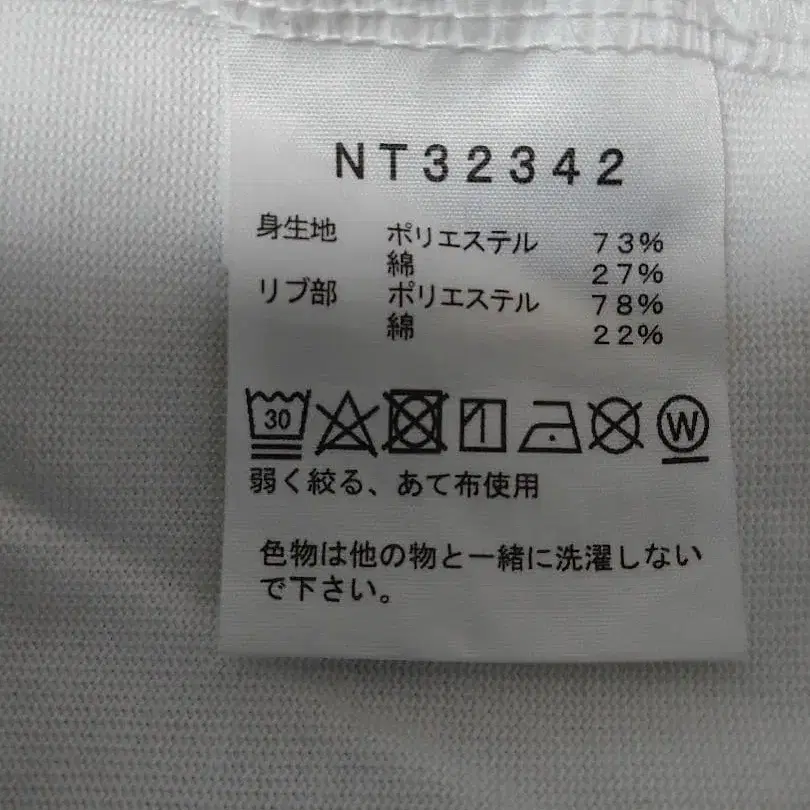 NT32342
身生地 ポリエステル 73%
綿 27%
リブ部 ポリエステル 78%
綿 22%
30 W
弱く絞る、あて布使用
色物は他の物と一緒に洗濯しない
で下さい。